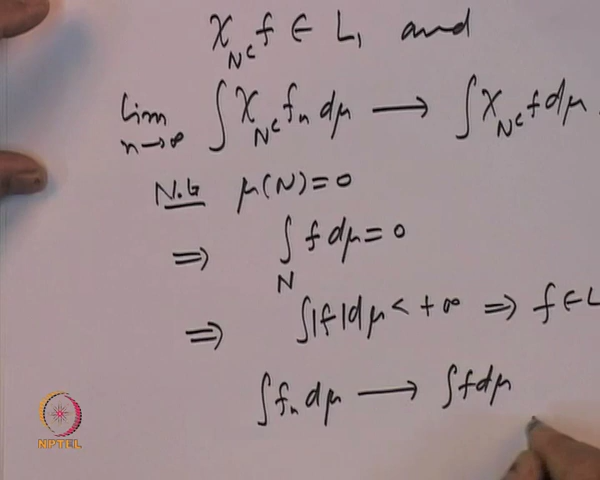 χ_{N^c} f ∈ L₁ and
lim_{n→∞} ∫ χ_{N^c} f_n dμ ⟶ ∫ χ_{N^c} f dμ.
N.G μ(N)=0
⇒ ∫_N f dμ = 0
⇒ ∫|f|dμ < +∞ ⇒ f ∈ L
∫ f_n dμ ⟶ ∫ f dμ
NPTEL